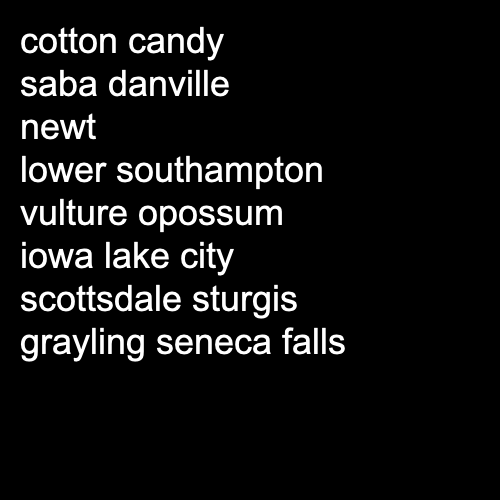 cotton candy
saba danville
newt
lower southampton
vulture opossum
iowa lake city
scottsdale sturgis
grayling seneca falls